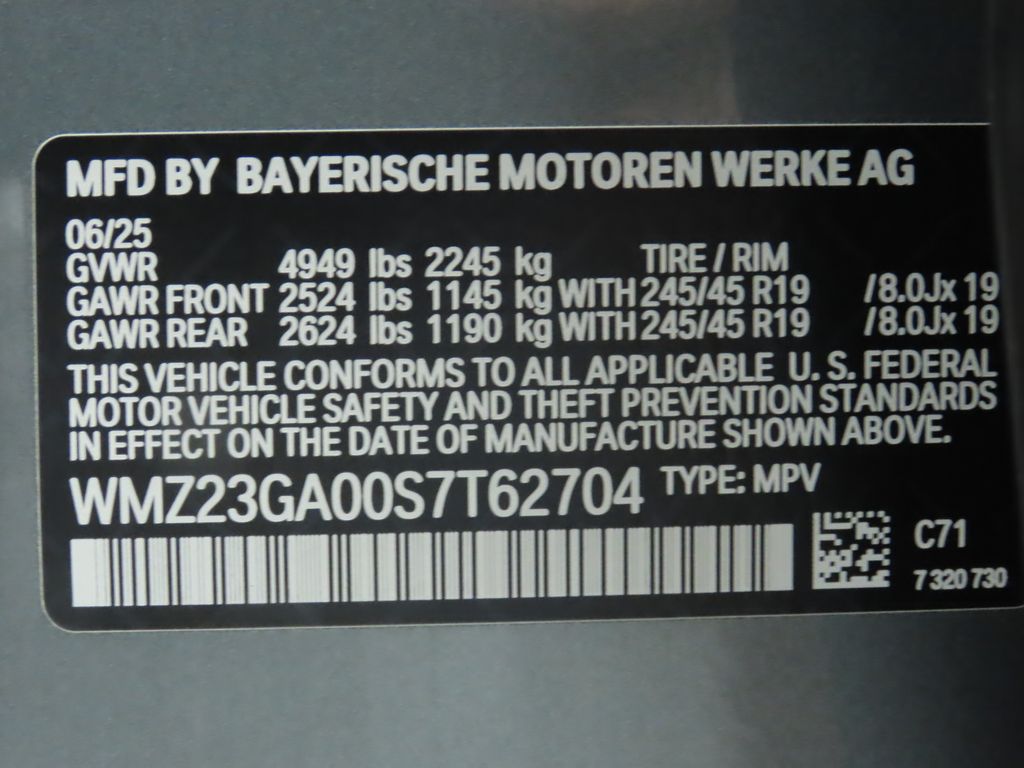 MFD BY BAYERISCHE MOTOREN WERKE AG
06/25
GVWR 4949 lbs 2245 kg TIRE / RIM
GAWR FRONT 2524 lbs 1145 kg WITH 245/45 R19 /8.0Jx 19
GAWR REAR 2624 lbs 1190 kg WITH 245/45 R19 /8.0Jx 19
THIS VEHICLE CONFORMS TO ALL APPLICABLE U. S. FEDERAL
MOTOR VEHICLE SAFETY AND THEFT PREVENTION STANDARDS
IN EFFECT ON THE DATE OF MANUFACTURE SHOWN ABOVE.
WMZ23GA00S7T62704 TYPE: MPV
C71
7 320 730